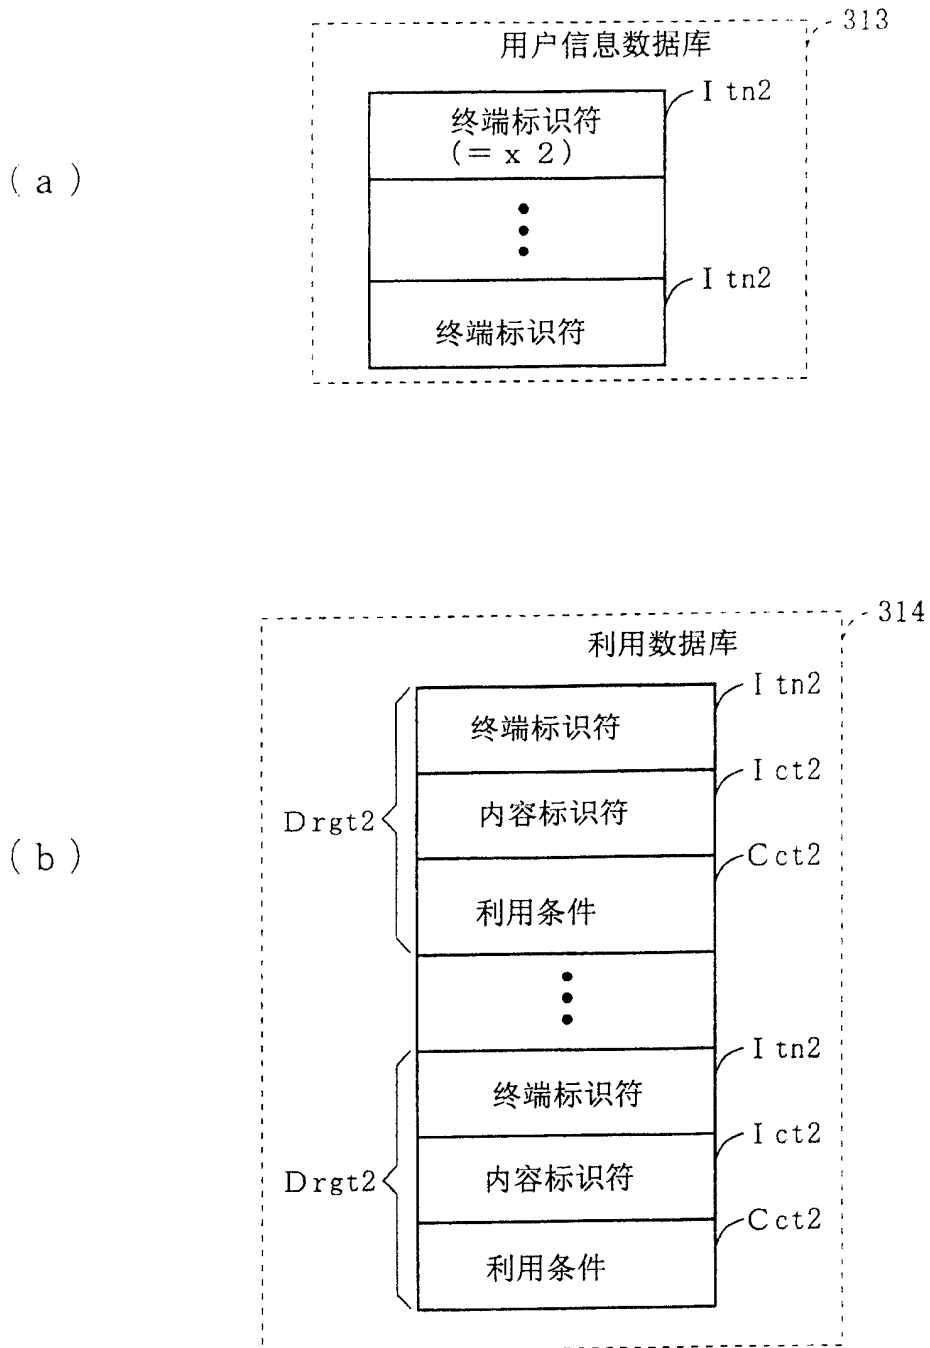 313
用户信息数据库
I tn2
终端标识符
(= x 2)
(a)
I tn2
终端标识符
314
利用数据库
I tn2
终端标识符
I ct2
内容标识符
Drgt2
(b)
C ct2
利用条件
I tn2
终端标识符
I ct2
内容标识符
Drgt2
C ct2
利用条件